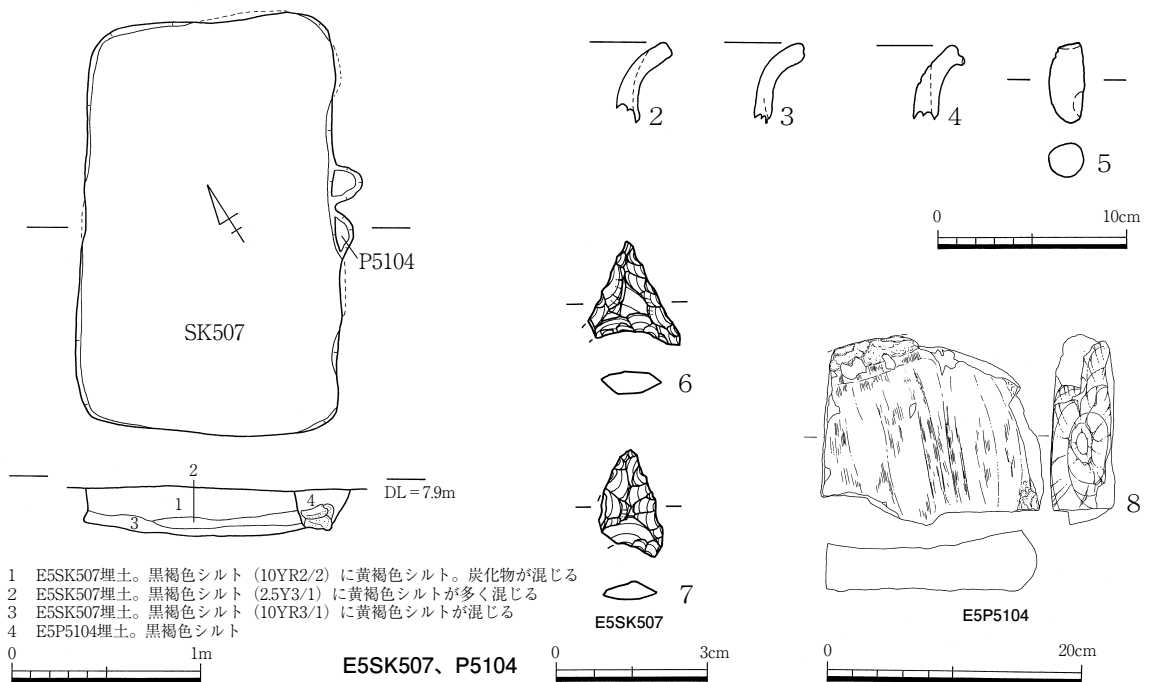 SK507
P5104
2
1
3
4
DL＝7.9m
1 E5SK507埋土。黒褐色シルト（10YR2/2）に黄褐色シルト。炭化物が混じる
2 E5SK507埋土。黒褐色シルト（2.5Y3/1）に黄褐色シルトが多く混じる
3 E5SK507埋土。黒褐色シルト（10YR3/1）に黄褐色シルトが混じる
4 E5P5104埋土。黒褐色シルト
0 1m
E5SK507、P5104
2
3
4
5
0 10cm
6
7
E5SK507
0 3cm
8
E5P5104
0 20cm